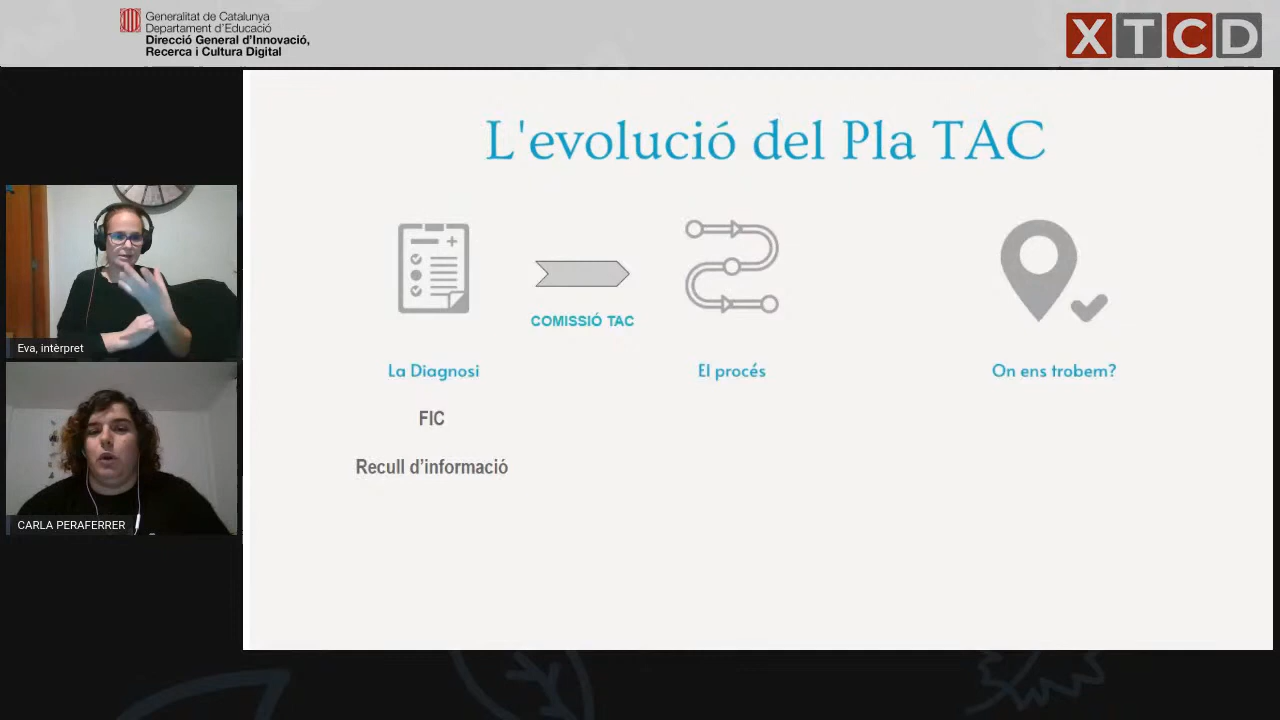 Generalitat de Catalunya
Departament d'Educació
Direcció General d'Innovació,
Recerca i Cultura Digital
XTCD
L'evolució del Pla TAC
COMISSIÓ TAC
La Diagnosi
El procés
On ens trobem?
FIC
Recull d'informació
Eva, intèrpret
CARLA PERAFERRER